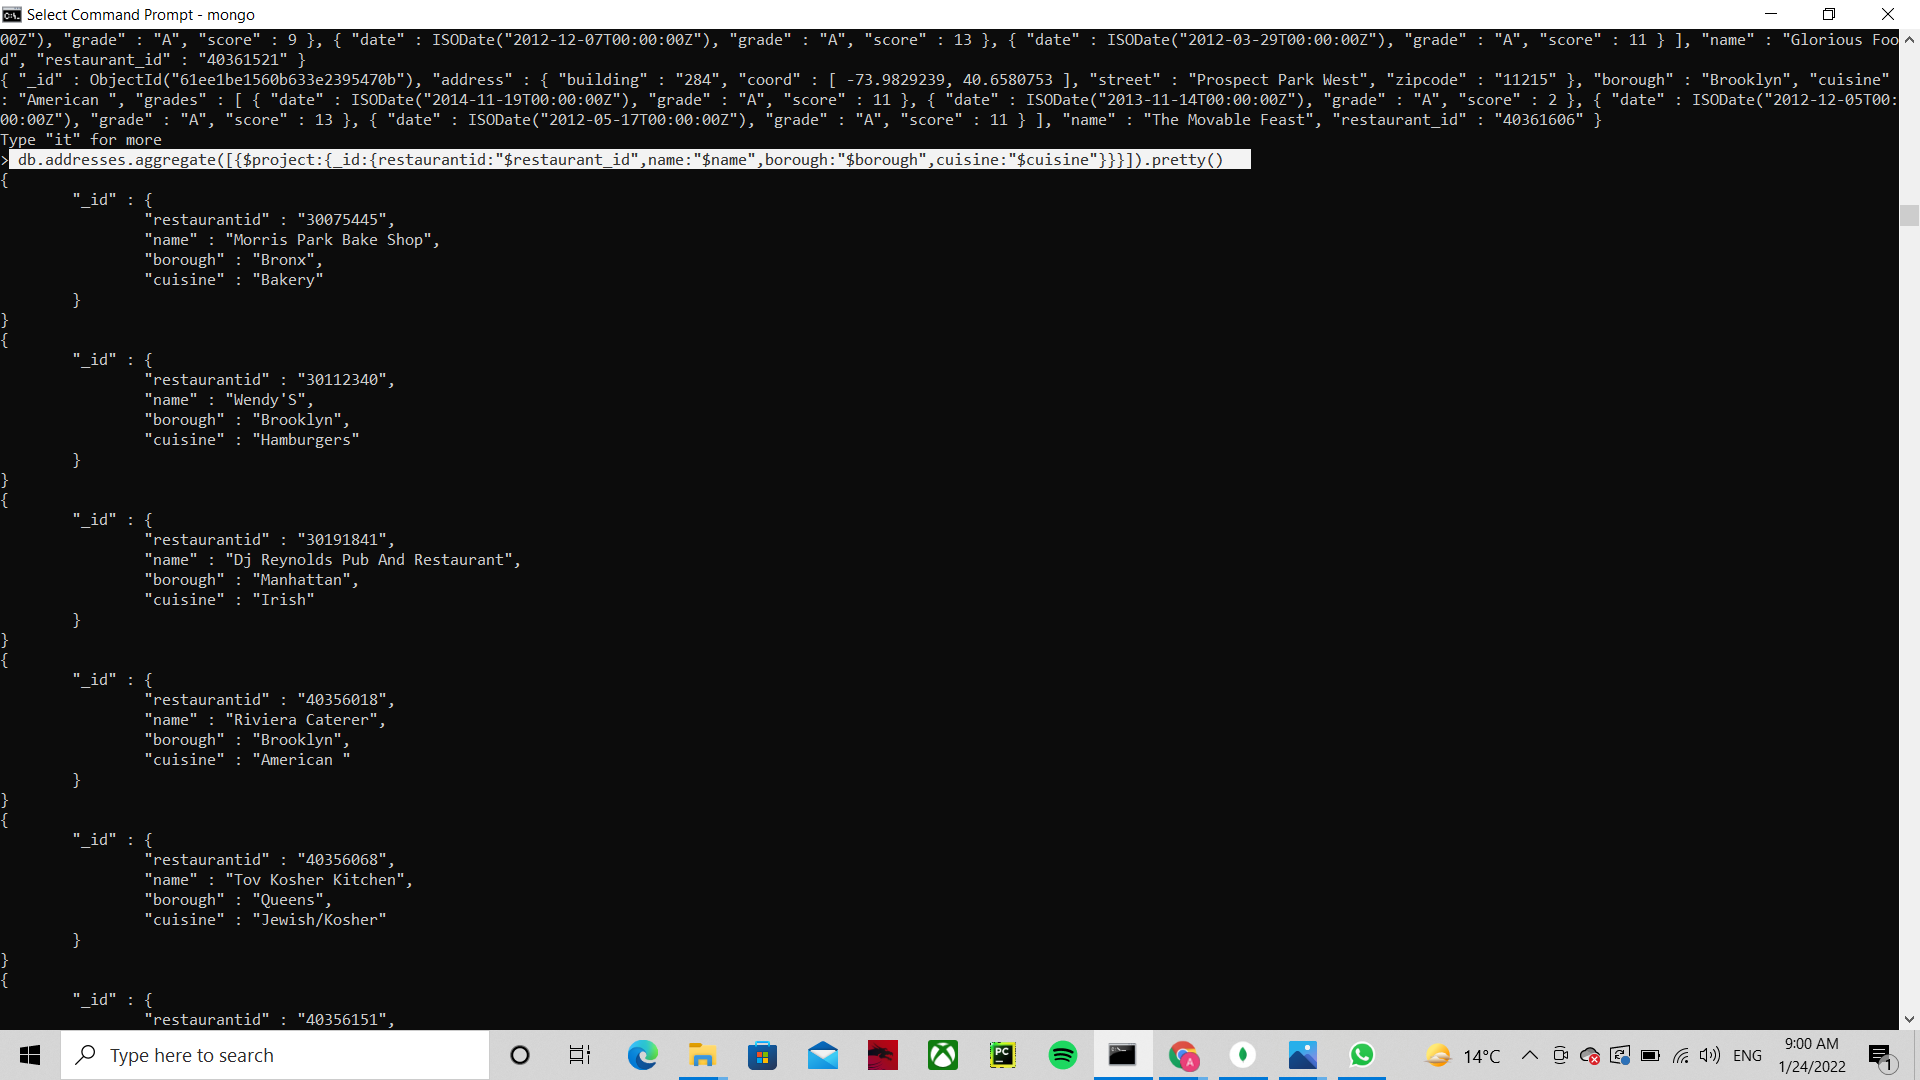 Select Command Prompt - mongo
00Z"), "grade" : "A", "score" : 9 }, { "date" : ISODate("2012-12-07T00:00:00Z"), "grade" : "A", "score" : 13 }, { "date" : ISODate("2012-03-29T00:00:00Z"), "grade" : "A", "score" : 11 } ], "name" : "Glorious Foo
d", "restaurant_id" : "40361521" }
{ "_id" : ObjectId("61ee1be1560b633e2395470b"), "address" : { "building" : "284", "coord" : [ -73.9829239, 40.6580753 ], "street" : "Prospect Park West", "zipcode" : "11215" }, "borough" : "Brooklyn", "cuisine"
: "American ", "grades" : [ { "date" : ISODate("2014-11-19T00:00:00Z"), "grade" : "A", "score" : 11 }, { "date" : ISODate("2013-11-14T00:00:00Z"), "grade" : "A", "score" : 2 }, { "date" : ISODate("2012-12-05T00:
00:00Z"), "grade" : "A", "score" : 13 }, { "date" : ISODate("2012-05-17T00:00:00Z"), "grade" : "A", "score" : 11 } ], "name" : "The Movable Feast", "restaurant_id" : "40361606" }
Type "it" for more
> db.addresses.aggregate([{$project:{_id:{restaurantid:"$restaurant_id",name:"$name",borough:"$borough",cuisine:"$cuisine"}}}]).pretty()
{
"_id" : {
"restaurantid" : "30075445",
"name" : "Morris Park Bake Shop",
"borough" : "Bronx",
"cuisine" : "Bakery"
}
}
{
"_id" : {
"restaurantid" : "30112340",
"name" : "Wendy'S",
"borough" : "Brooklyn",
"cuisine" : "Hamburgers"
}
}
{
"_id" : {
"restaurantid" : "30191841",
"name" : "Dj Reynolds Pub And Restaurant",
"borough" : "Manhattan",
"cuisine" : "Irish"
}
}
{
"_id" : {
"restaurantid" : "40356018",
"name" : "Riviera Caterer",
"borough" : "Brooklyn",
"cuisine" : "American "
}
}
{
"_id" : {
"restaurantid" : "40356068",
"name" : "Tov Kosher Kitchen",
"borough" : "Queens",
"cuisine" : "Jewish/Kosher"
}
}
{
"_id" : {
"restaurantid" : "40356151",
Type here to search
PC
A
14°C
ENG
9:00 AM
1/24/2022
1